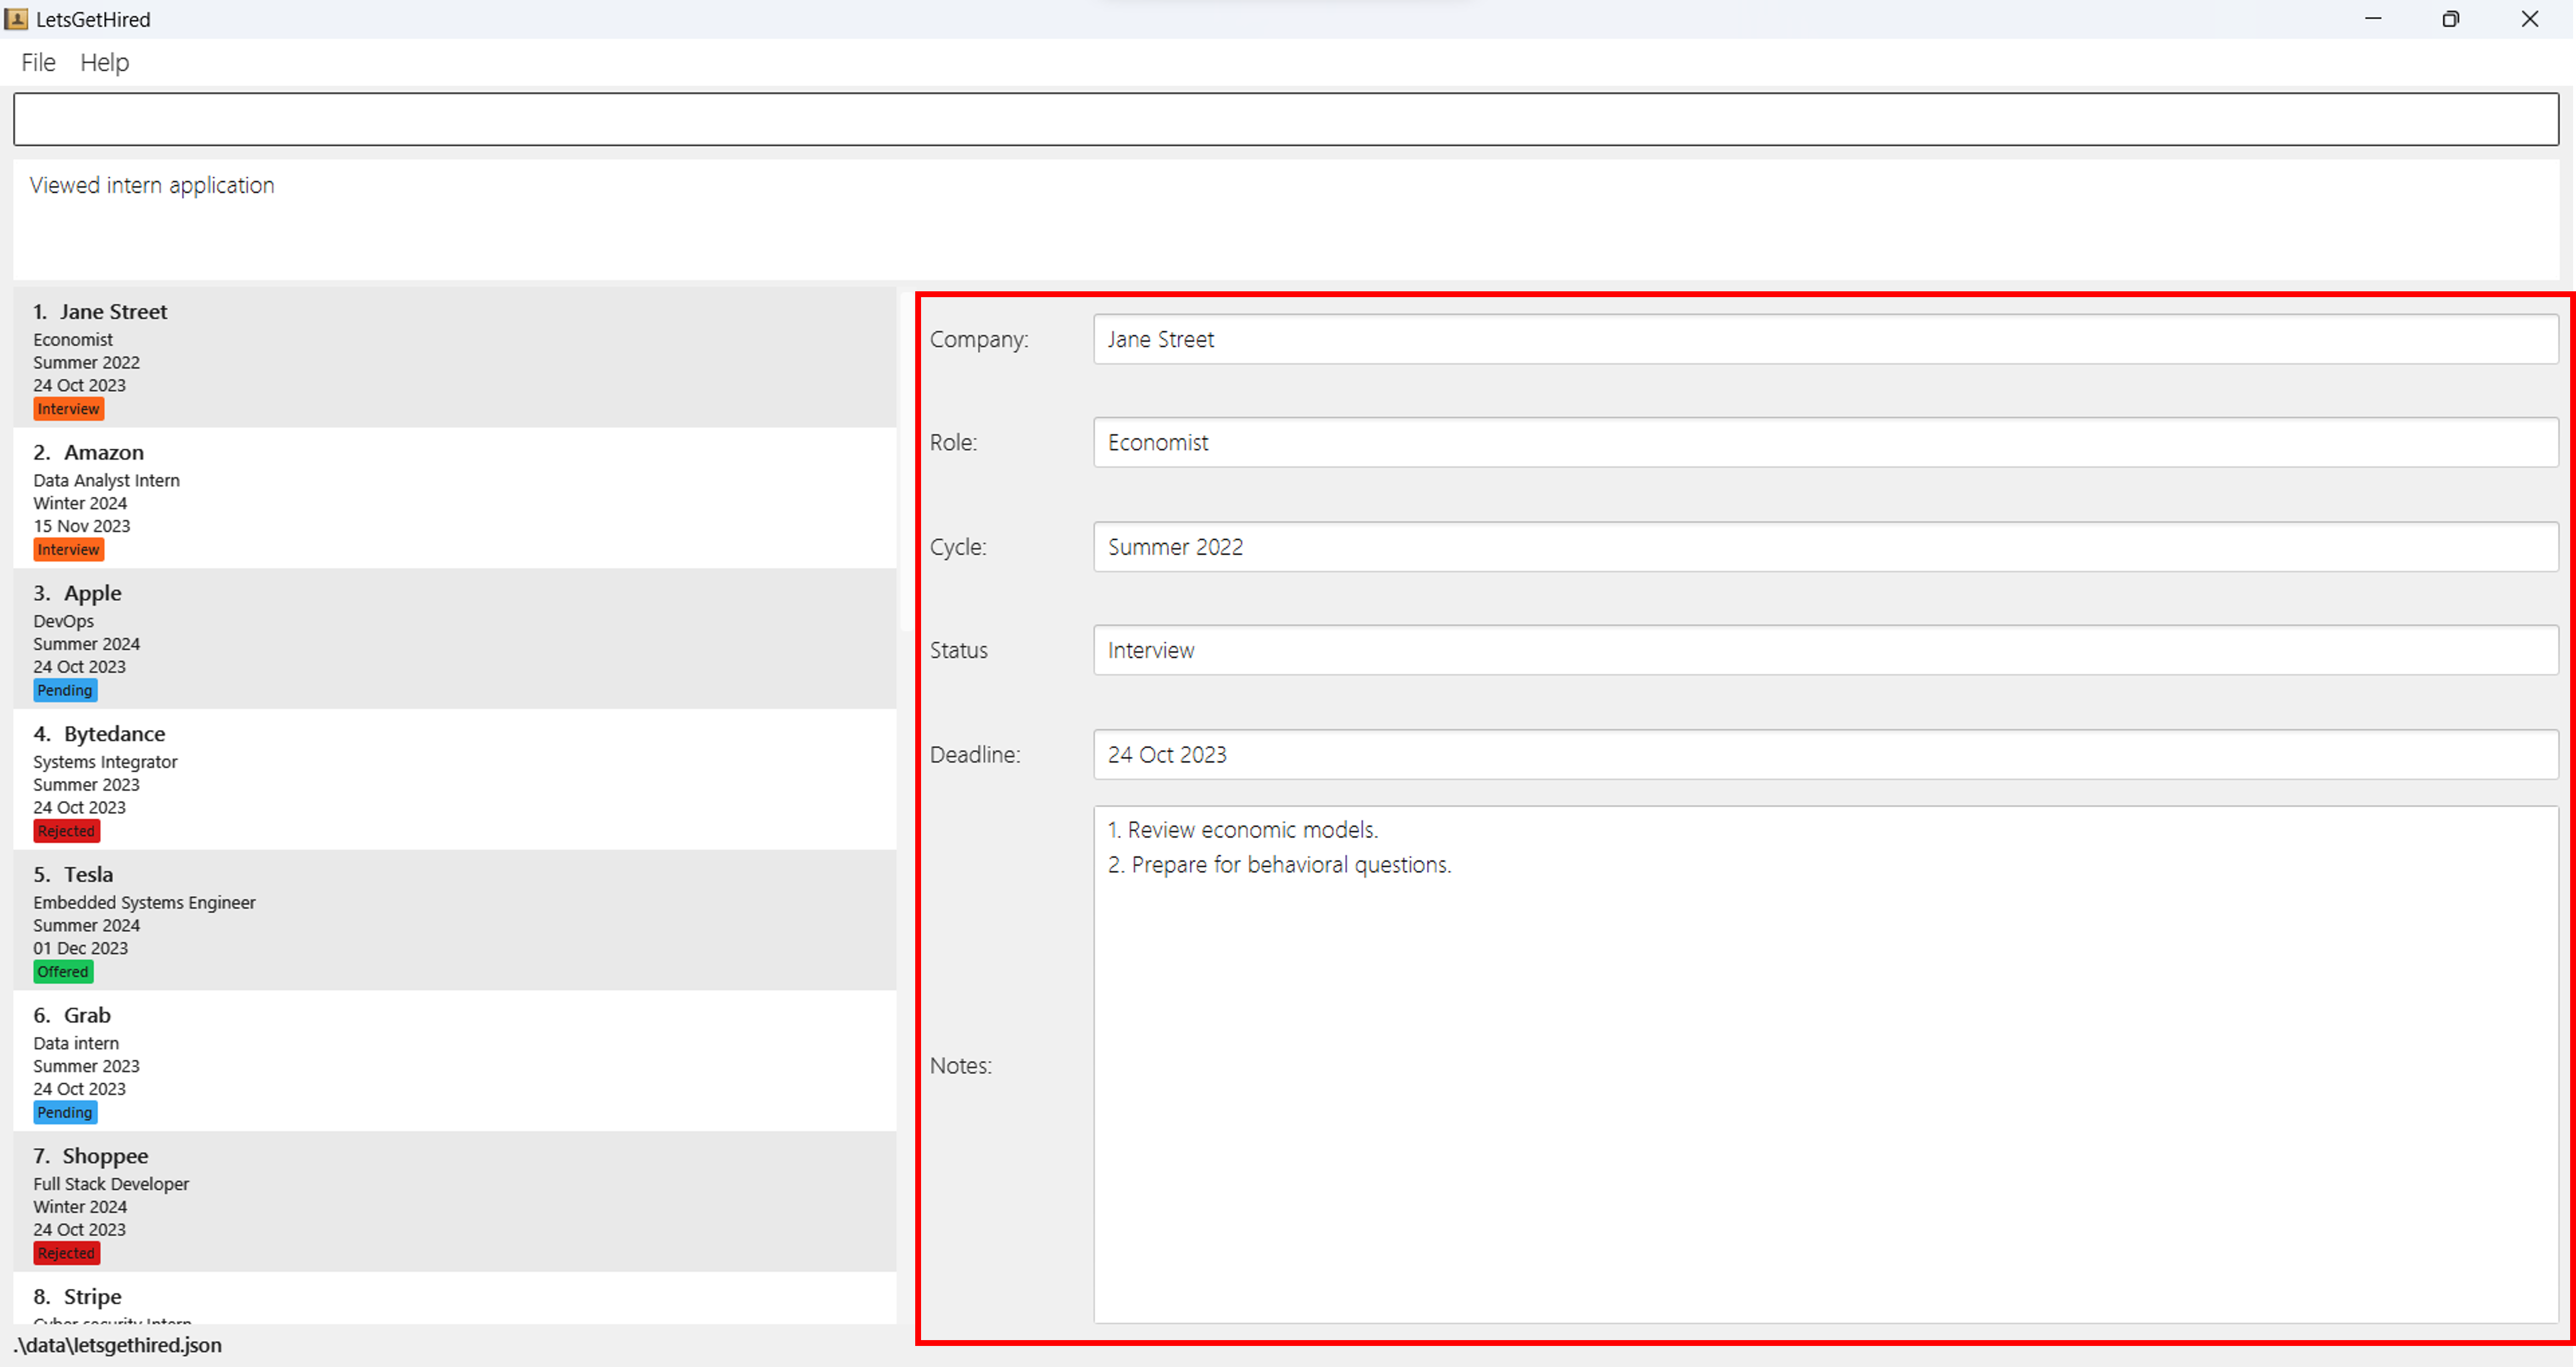 LetsGetHired
File Help
Viewed intern application
1. Jane Street
Economist
Summer 2022
24 Oct 2023
Interview
2. Amazon
Data Analyst Intern
Winter 2024
15 Nov 2023
Interview
3. Apple
DevOps
Summer 2024
24 Oct 2023
Pending
4. Bytedance
Systems Integrator
Summer 2023
24 Oct 2023
Rejected
5. Tesla
Embedded Systems Engineer
Summer 2024
01 Dec 2023
Offered
6. Grab
Data intern
Summer 2023
24 Oct 2023
Pending
7. Shoppee
Full Stack Developer
Winter 2024
24 Oct 2023
Rejected
8. Stripe
Cyber security Intern
Company: Jane Street
Role: Economist
Cycle: Summer 2022
Status Interview
Deadline: 24 Oct 2023
Notes:
1. Review economic models.
2. Prepare for behavioral questions.
.\data\letsgethired.json